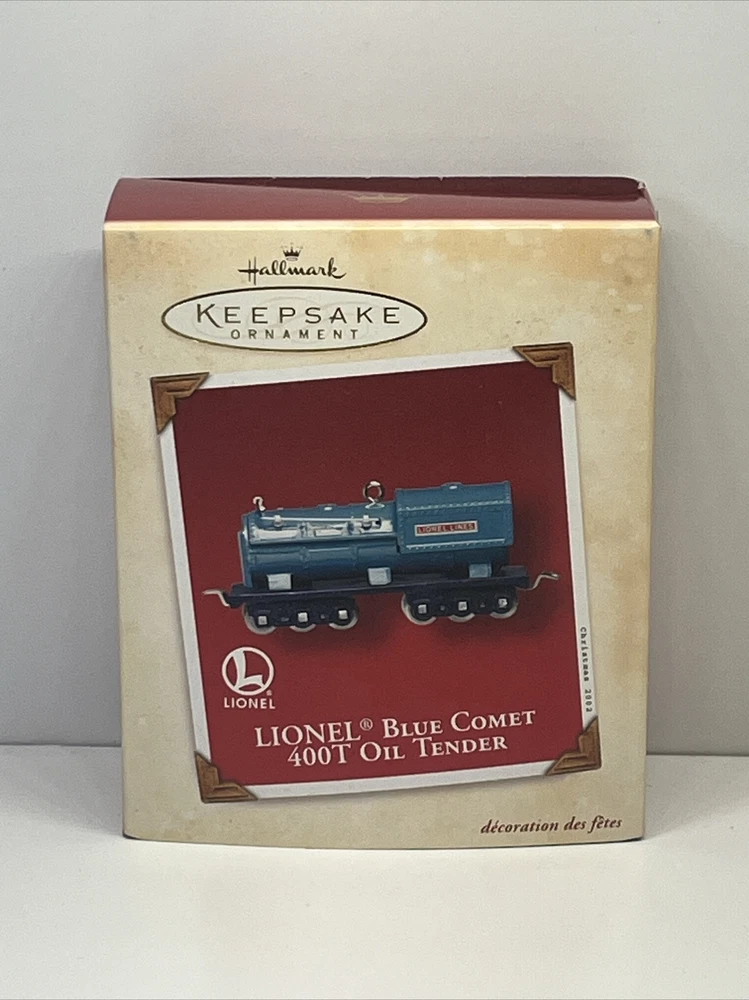 Hallmark
KEEPSAKE
ORNAMENT
LIONEL LINES
Christmas 2002
L
LIONEL
LIONEL® BLUE COMET
400T OIL TENDER
décoration des fêtes